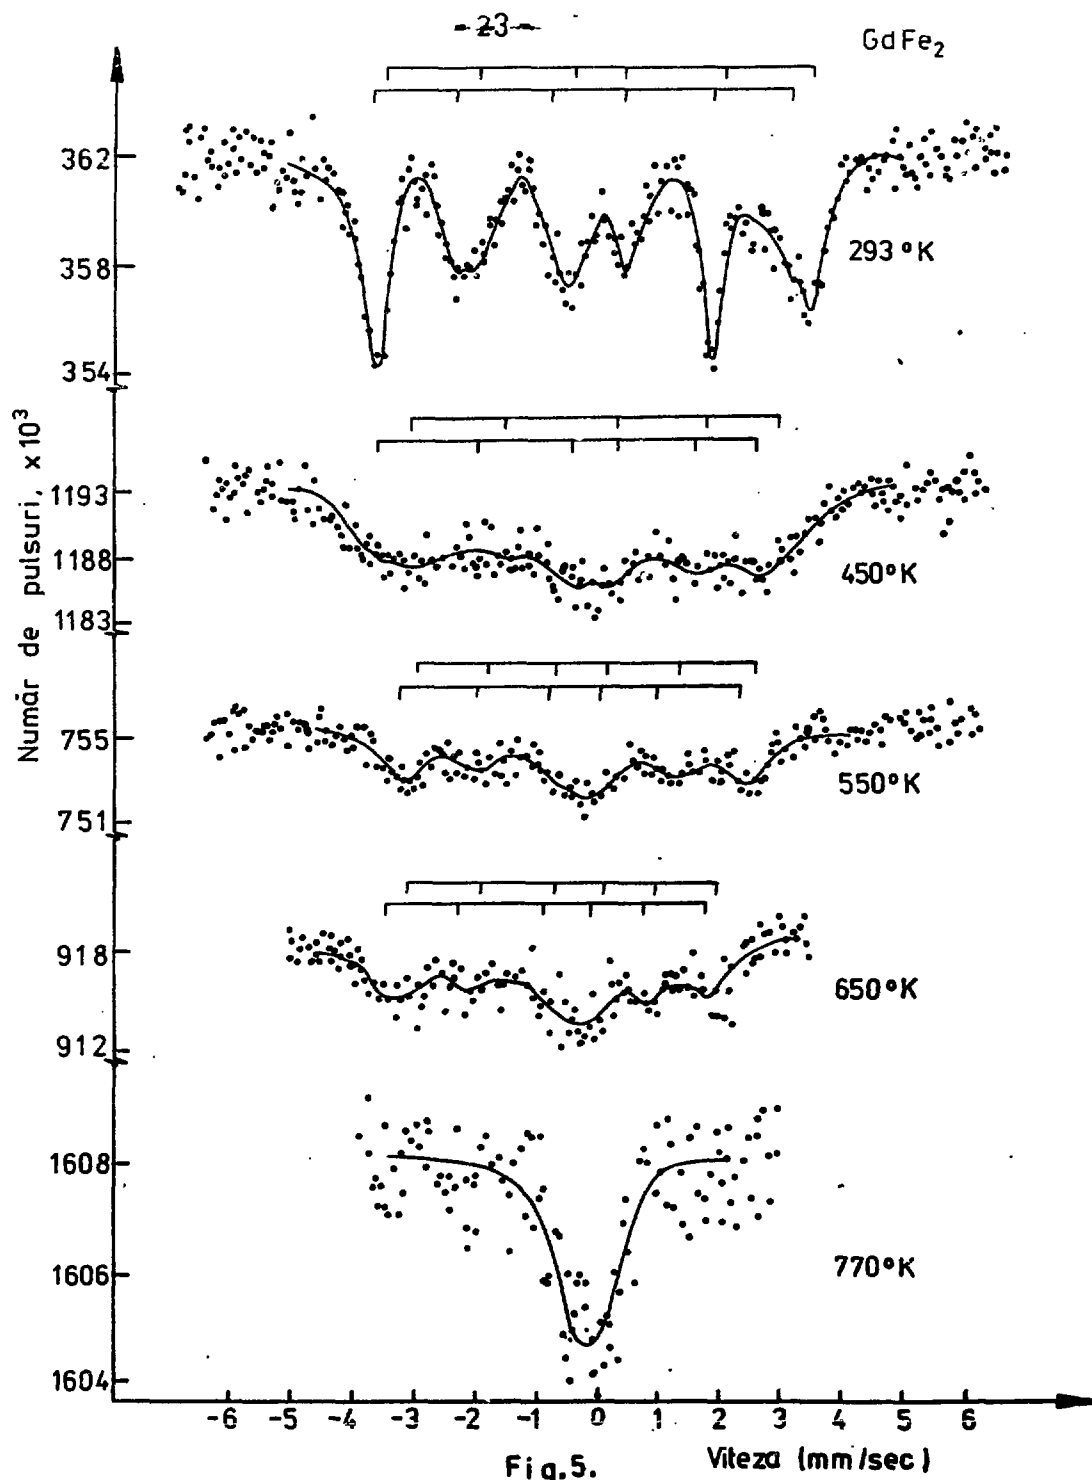 - 23 -
GdFe₂
362
358
354
293°K
1193
1188
1183
450°K
755
751
550°K
918
912
650°K
1608
1606
1604
770°K
Număr de pulsuri, x10³
-6 -5 -4 -3 -2 -1 0 1 2 3 4 5 6
Fig.5.
Viteza (mm/sec)